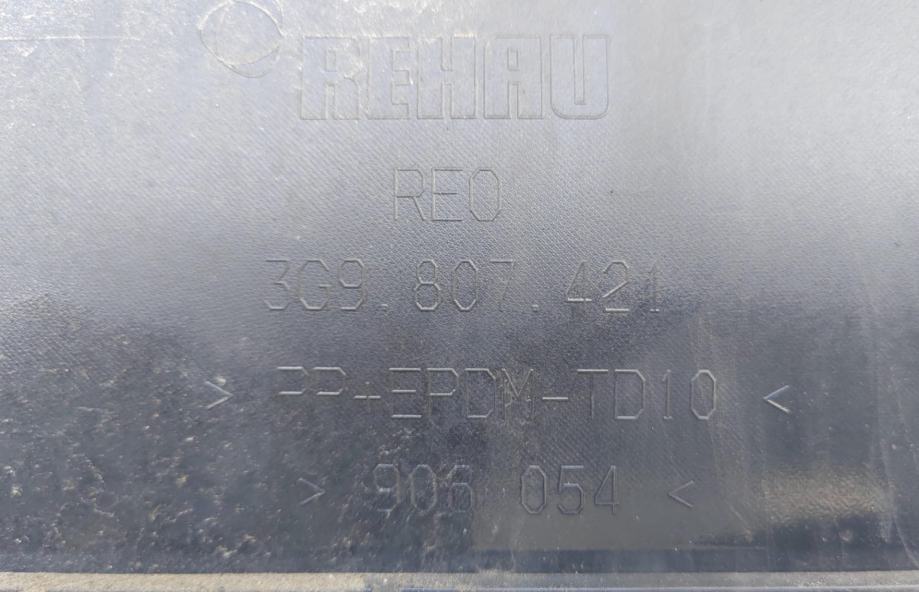 REHAU
REO
3G9.807.421
> PP+EPDM-TD10 <
> 906 054 <